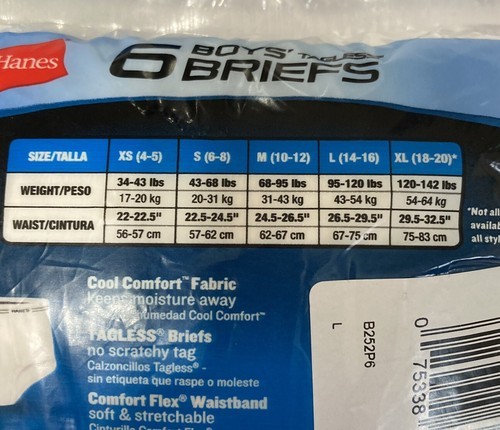 Hanes
6 BOYS' TAGLESS®
BRIEFS
SIZE/TALLA XS (4-5) S (6-8) M (10-12) L (14-16) XL (18-20)*
WEIGHT/PESO 34-43 lbs 43-68 lbs 68-95 lbs 95-120 lbs 120-142 lbs
17-20 kg 20-31 kg 31-43 kg 43-54 kg 54-64 kg
WAIST/CINTURA 22-22.5" 22.5-24.5" 24.5-26.5" 26.5-29.5" 29.5-32.5"
56-57 cm 57-62 cm 62-67 cm 67-75 cm 75-83 cm
*Not all
availab
all styl
Cool Comfort™ Fabric
keeps moisture away
humedad Cool Comfort™
TAGLESS® Briefs
no scratchy tag
Calzoncillos Tagless® -
sin etiqueta que raspe o moleste
Comfort Flex® Waistband
soft & stretchable
Cinturilla Comfort Flex®
B252P6
L
0 75338